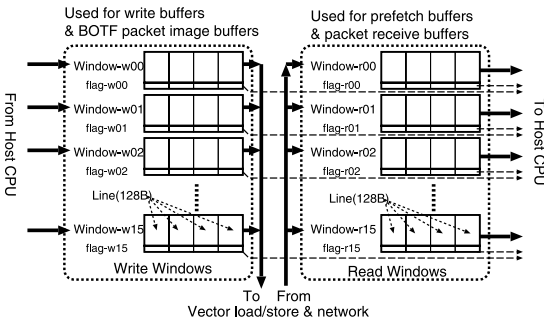 Used for write buffers
& BOTF packet image buffers
Used for prefetch buffers
& packet receive buffers
From Host CPU
Window-w00
flag-w00
Window-w01
flag-w01
Window-w02
flag-w02
Line(128B)
Window-w15
flag-w15
Write Windows
Window-r00
flag-r00
Window-r01
flag-r01
Window-r02
flag-r02
Line(128B)
Window-r15
flag-r15
Read Windows
To Host CPU
To From
Vector load/store & network